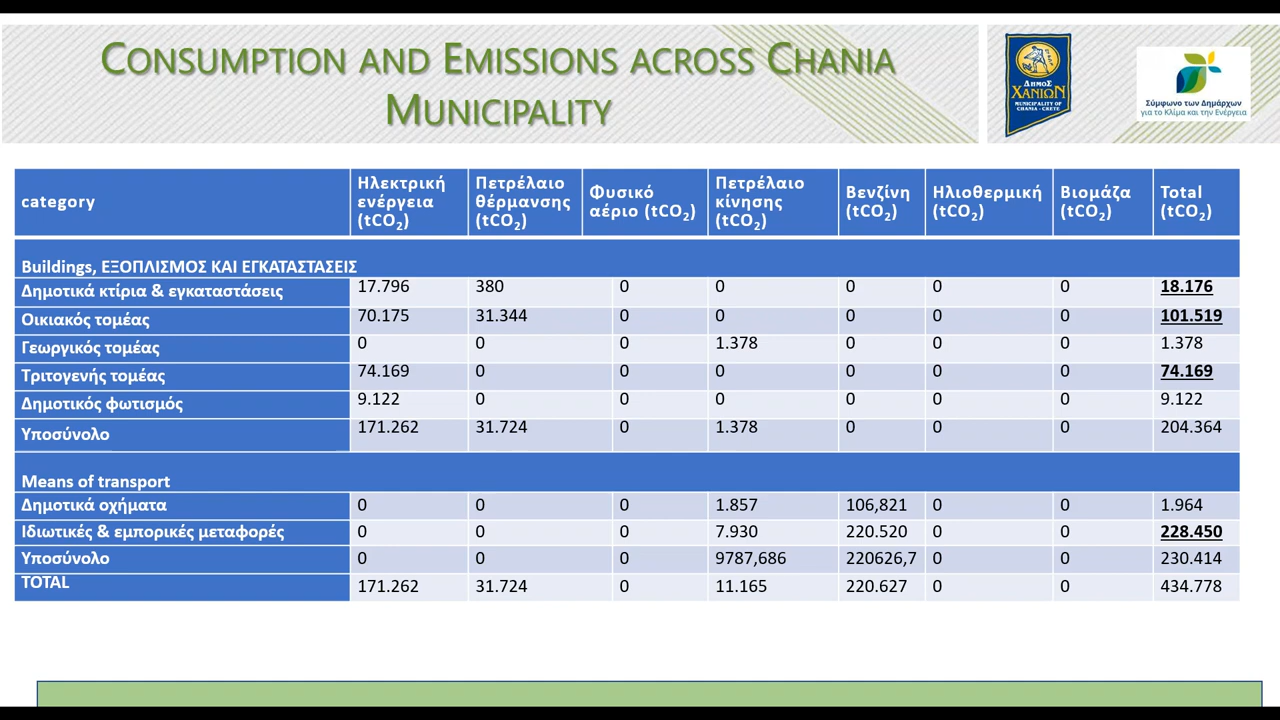 CONSUMPTION AND EMISSIONS ACROSS CHANIA
MUNICIPALITY
ΔΗΜΟΣ
ΧΑΝΙΩΝ
MUNICIPALITY OF
CHANIA - CRETE
Σύμφωνο των Δημάρχων
για το Κλίμα και την Ενέργεια
category
Ηλεκτρική
ενέργεια
(tCO2)
Πετρέλαιο
θέρμανσης
(tCO2)
Φυσικό
αέριο (tCO2)
Πετρέλαιο
κίνησης
(tCO2)
Βενζίνη
(tCO2)
Ηλιοθερμική
(tCO2)
Βιομάζα
(tCO2)
Total
(tCO2)
Buildings, ΕΞΟΠΛΙΣΜΟΣ ΚΑΙ ΕΓΚΑΤΑΣΤΑΣΕΙΣ
Δημοτικά κτίρια & εγκαταστάσεις 17.796 380 0 0 0 0 0 18.176
Οικιακός τομέας 70.175 31.344 0 0 0 0 0 101.519
Γεωργικός τομέας 0 0 0 1.378 0 0 0 1.378
Τριτογενής τομέας 74.169 0 0 0 0 0 0 74.169
Δημοτικός φωτισμός 9.122 0 0 0 0 0 0 9.122
Υποσύνολο 171.262 31.724 0 1.378 0 0 0 204.364
Means of transport
Δημοτικά οχήματα 0 0 0 1.857 106,821 0 0 1.964
Ιδιωτικές & εμπορικές μεταφορές 0 0 0 7.930 220.520 0 0 228.450
Υποσύνολο 0 0 0 9787,686 220626,7 0 0 230.414
TOTAL 171.262 31.724 0 11.165 220.627 0 0 434.778